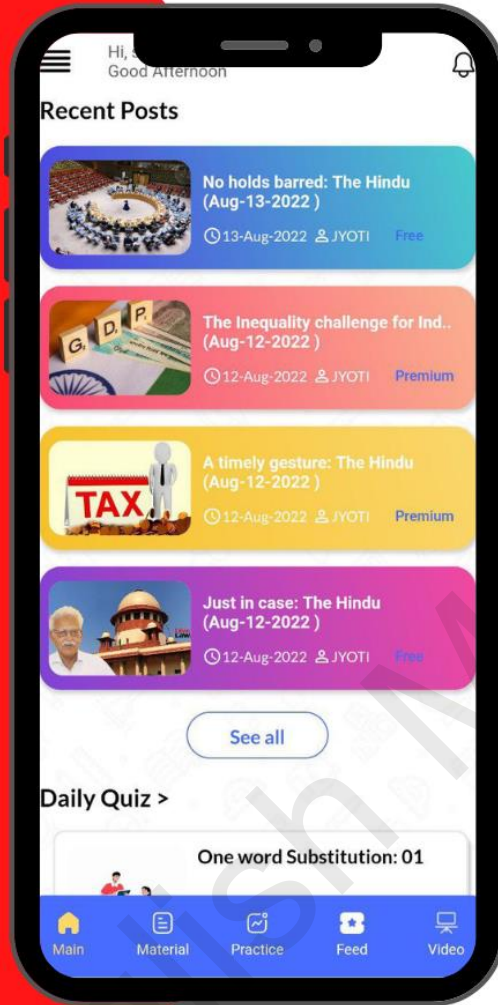 Hi,
Good Afternoon
Recent Posts
No holds barred: The Hindu
(Aug-13-2022 )
13-Aug-2022 JYOTI Free
G D P
The Inequality challenge for Ind..
(Aug-12-2022 )
12-Aug-2022 JYOTI Premium
TAX
A timely gesture: The Hindu
(Aug-12-2022 )
12-Aug-2022 JYOTI Premium
Just in case: The Hindu
(Aug-12-2022 )
12-Aug-2022 JYOTI Free
See all
Daily Quiz >
One word Substitution: 01
Main Material Practice Feed Video